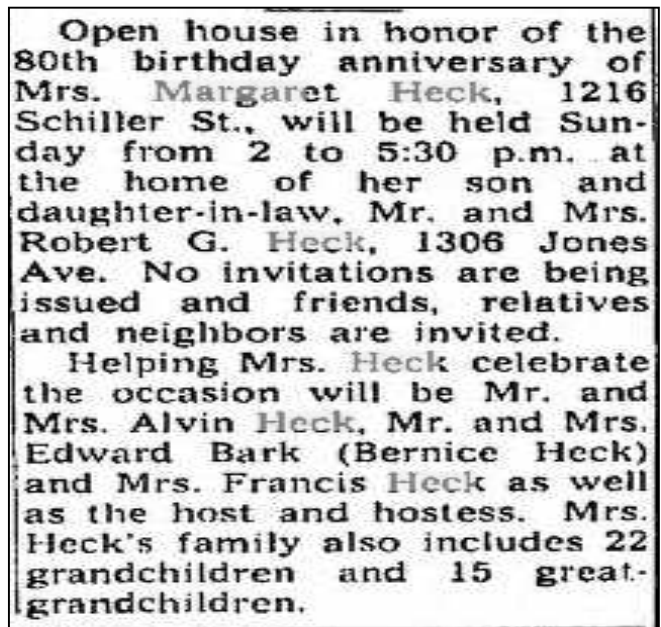 Open house in honor of the
80th birthday anniversary of
Mrs. Margaret Heck, 1216
Schiller St., will be held Sun-
day from 2 to 5:30 p.m. at
the home of her son and
daughter-in-law, Mr. and Mrs.
Robert G. Heck, 1306 Jones
Ave. No invitations are being
issued and friends, relatives
and neighbors are invited.
Helping Mrs. Heck celebrate
the occasion will be Mr. and
Mrs. Alvin Heck, Mr. and Mrs.
Edward Bark (Bernice Heck)
and Mrs. Francis Heck as well
as the host and hostess. Mrs.
Heck's family also includes 22
grandchildren and 15 great-
grandchildren.